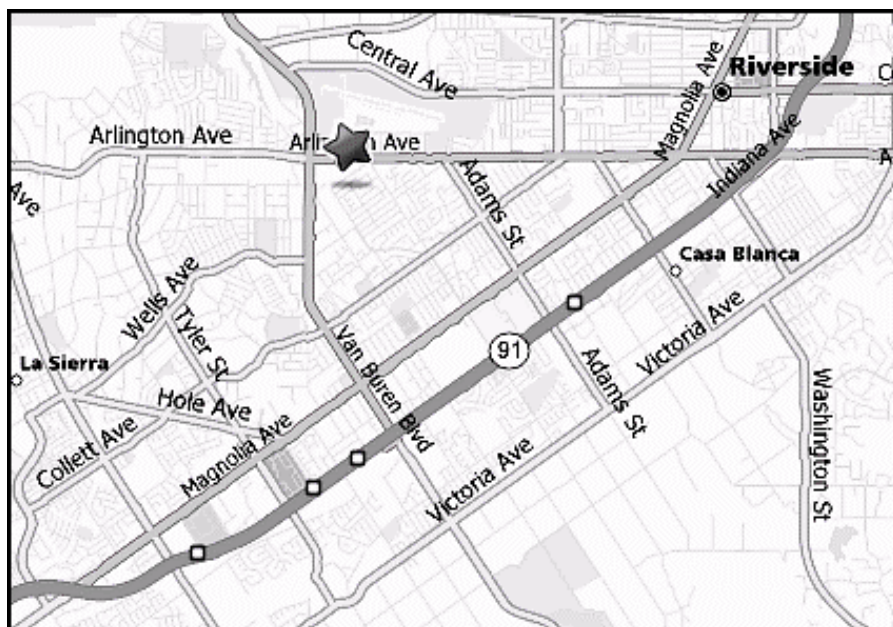 Central Ave
Magnolia Ave
Riverside
C
Arlington Ave
Ave
Indiana Ave
A
Ave
Adams St
Casa Blanca
Wells Ave
Tyler St
Van Buren Blvd
91
Victoria Ave
La Sierra
Adams St
Washington St
Hole Ave
Collett Ave
Magnolia Ave
Victoria Ave